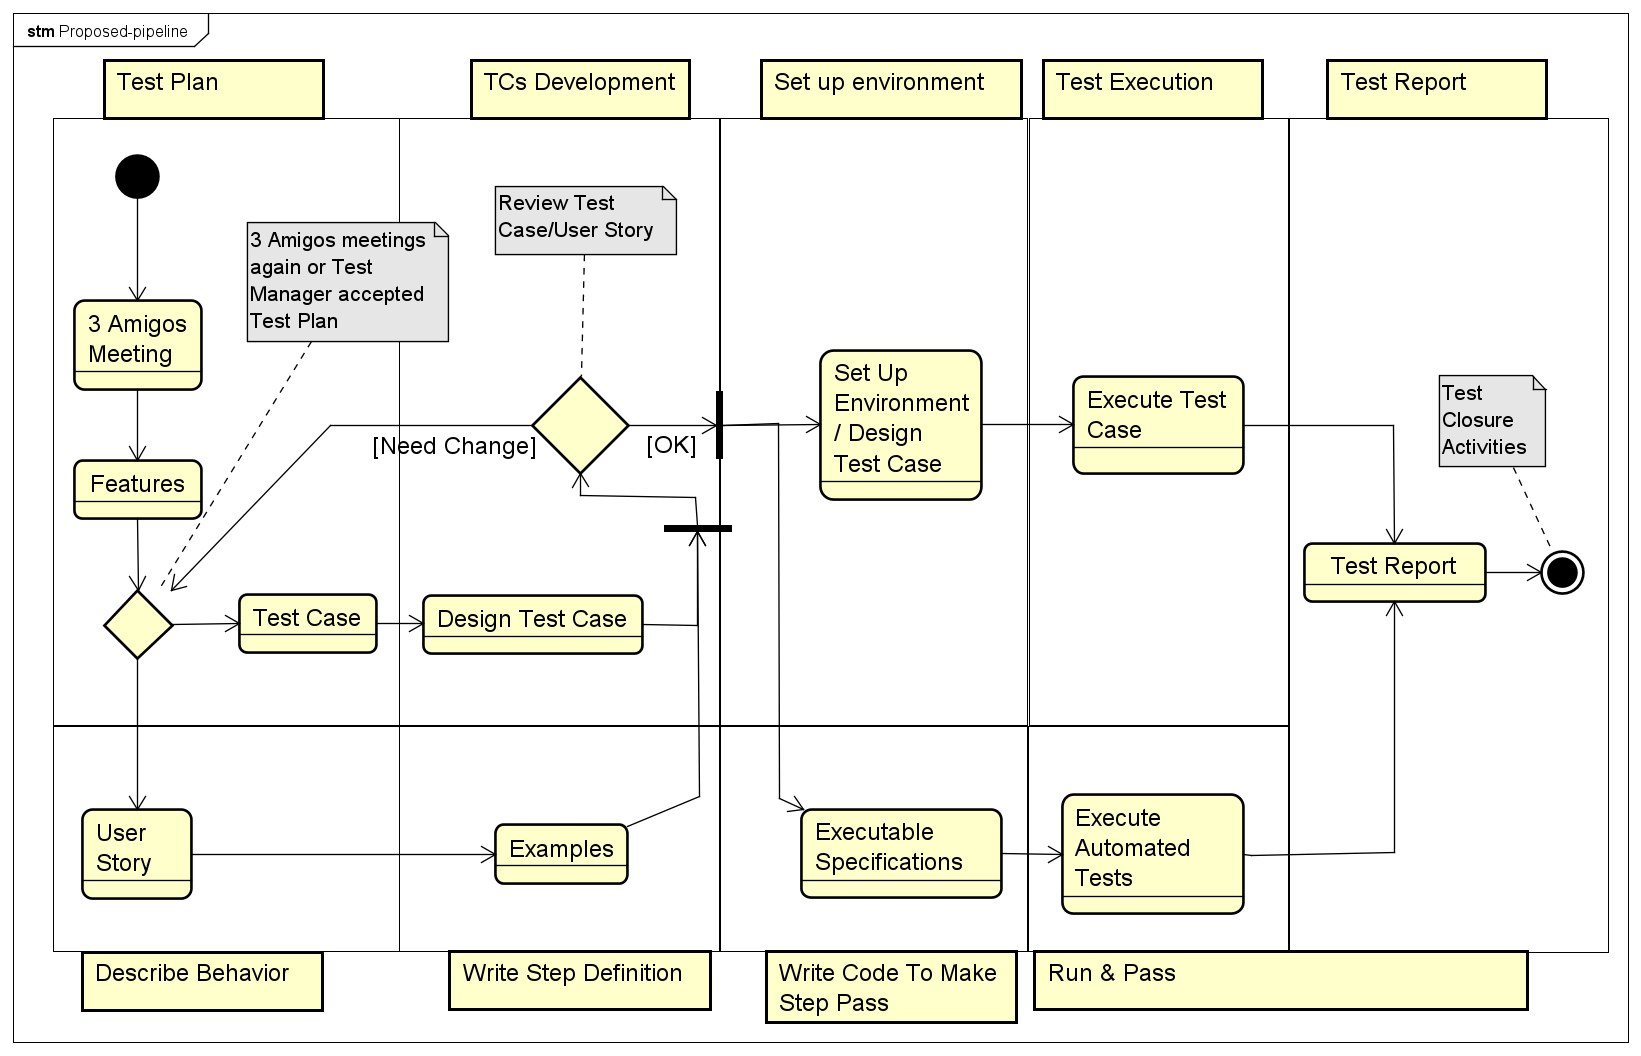 stm Proposed-pipeline
Test Plan
TCs Development
Set up environment
Test Execution
Test Report
Review Test
Case/User Story
3 Amigos meetings
again or Test
Manager accepted
Test Plan
3 Amigos
Meeting
Features
[Need Change]
[OK]
Set Up
Environment
/ Design
Test Case
Execute Test
Case
Test
Closure
Activities
Test Case
Design Test Case
Test Report
User
Story
Examples
Executable
Specifications
Execute
Automated
Tests
Describe Behavior
Write Step Definition
Write Code To Make
Step Pass
Run & Pass